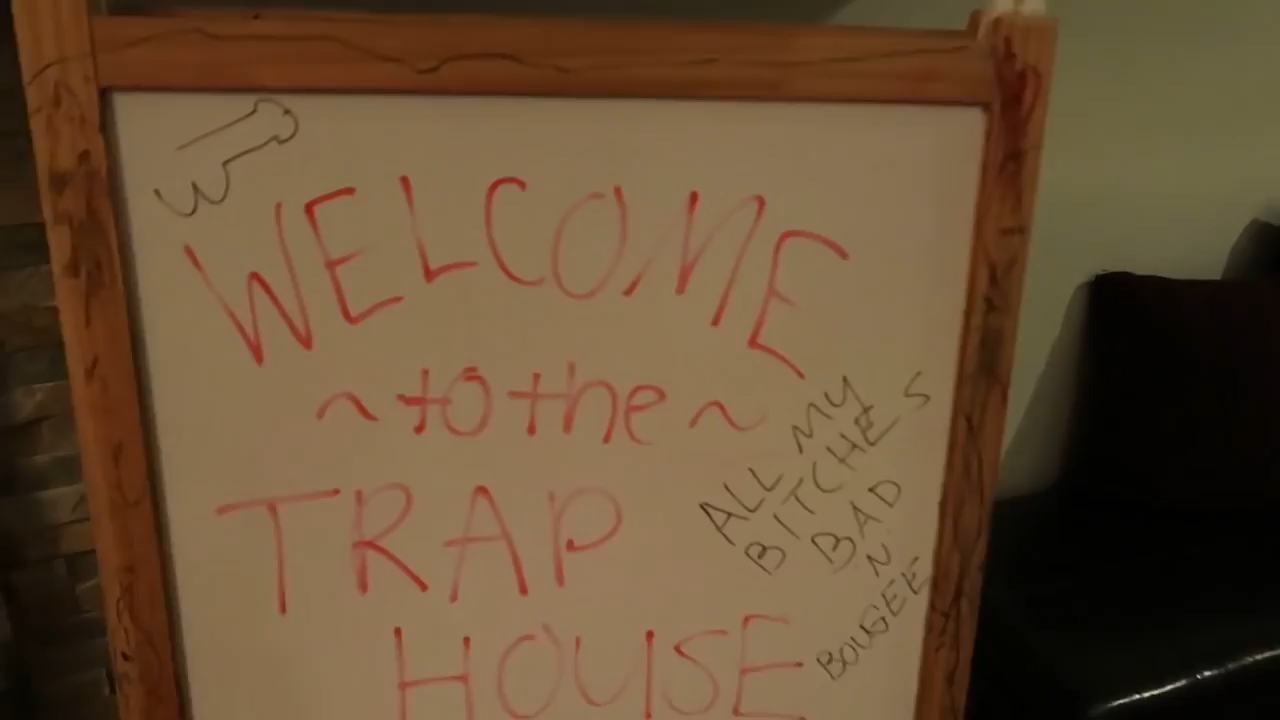 WELCOME
~to the~
TRAP
HOUSE
ALL MY
BITCHES
BAD
N
BOUGEE